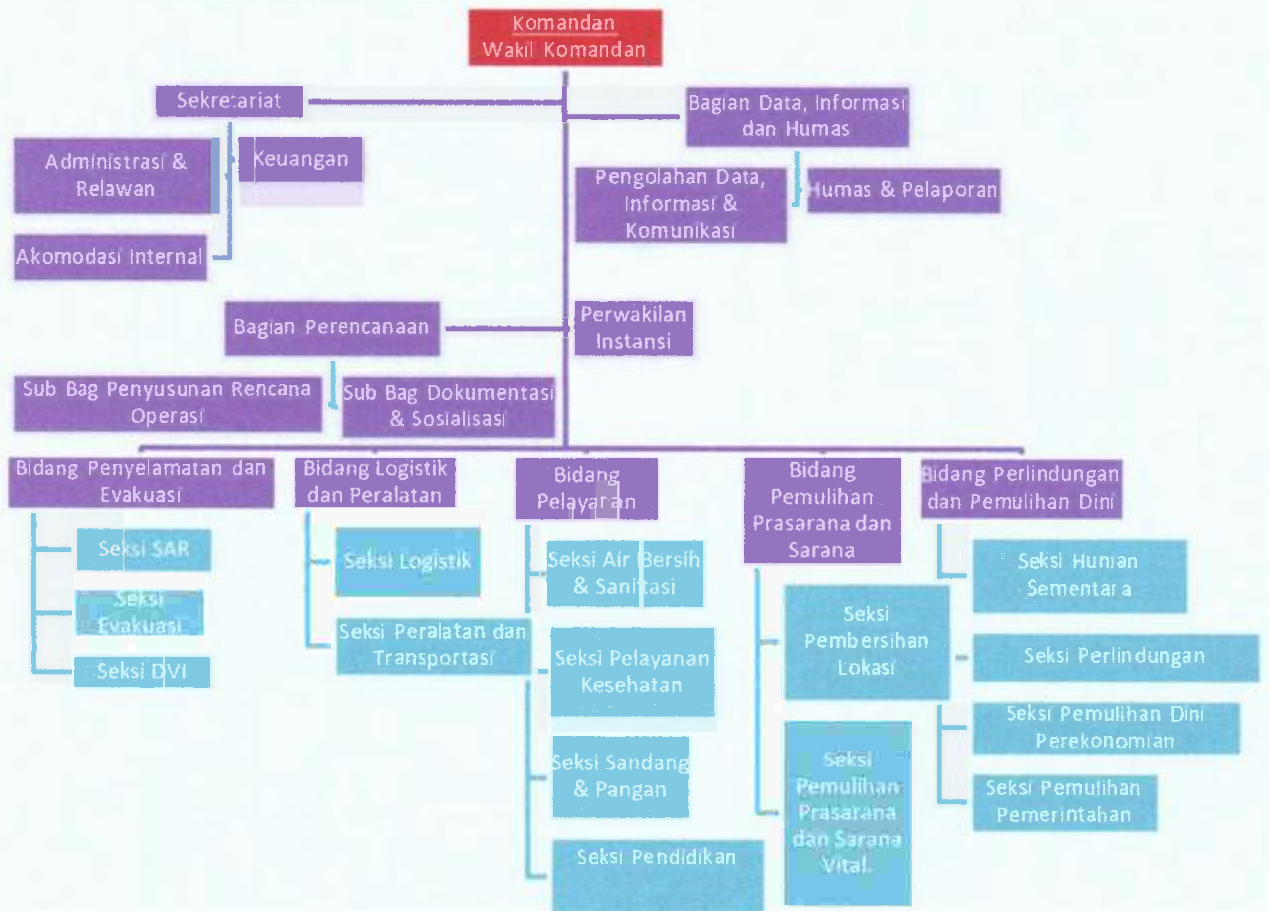 Komandan
Wakil Komandan
Sekretariat
Bagian Data, Informasi
dan Humas
Administrasi &
Relawan
Keuangan
Pengolahan Data,
Informasi &
Komunikasi
Humas & Pelaporan
Akomodasi Internal
Bagian Perencanaan
Perwakilan
Instansi
Sub Bag Penyusunan Rencana
Operasi
Sub Bag Dokumentasi
& Sosialisasi
Bidang Penyelamatan dan
Evakuasi
Bidang Logistik
dan Peralatan
Bidang
Pelayanan
Bidang
Pemulihan
Prasarana dan
Sarana
Bidang Perlindungan
dan Pemulihan Dini
Seksi SAR
Seksi
Evakuasi
Seksi DVI
Seksi Logistik
Seksi Peralatan dan
Transportasi
Seksi Air Bersih
& Sanitasi
Seksi Pelayanan
Kesehatan
Seksi Sandang
& Pangan
Seksi Pendidikan
Seksi
Pembersihan
Lokasi
Seksi
Pemulihan
Prasarana
dan Sarana
Vital.
Seksi Hunian
Sementara
Seksi Perlindungan
Seksi Pemulihan Dini
Perekonomian
Seksi Pemulihan
Pemerintahan